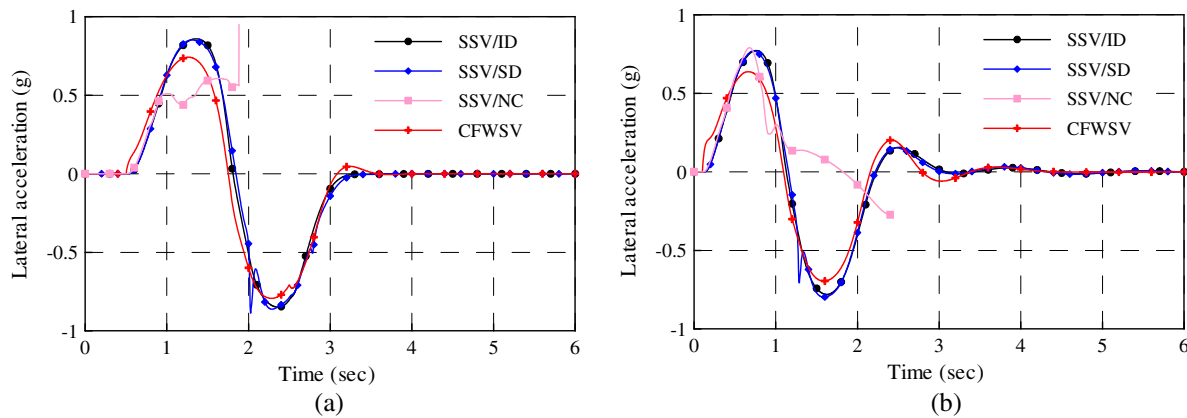 1
0.5
0
-0.5
-1
Lateral acceleration (g)
SSV/ID
SSV/SD
SSV/NC
CFWSV
0 1 2 3 4 5 6
Time (sec)
(a)
1
0.5
0
-0.5
-1
Lateral acceleration (g)
SSV/ID
SSV/SD
SSV/NC
CFWSV
0 1 2 3 4 5 6
Time (sec)
(b)